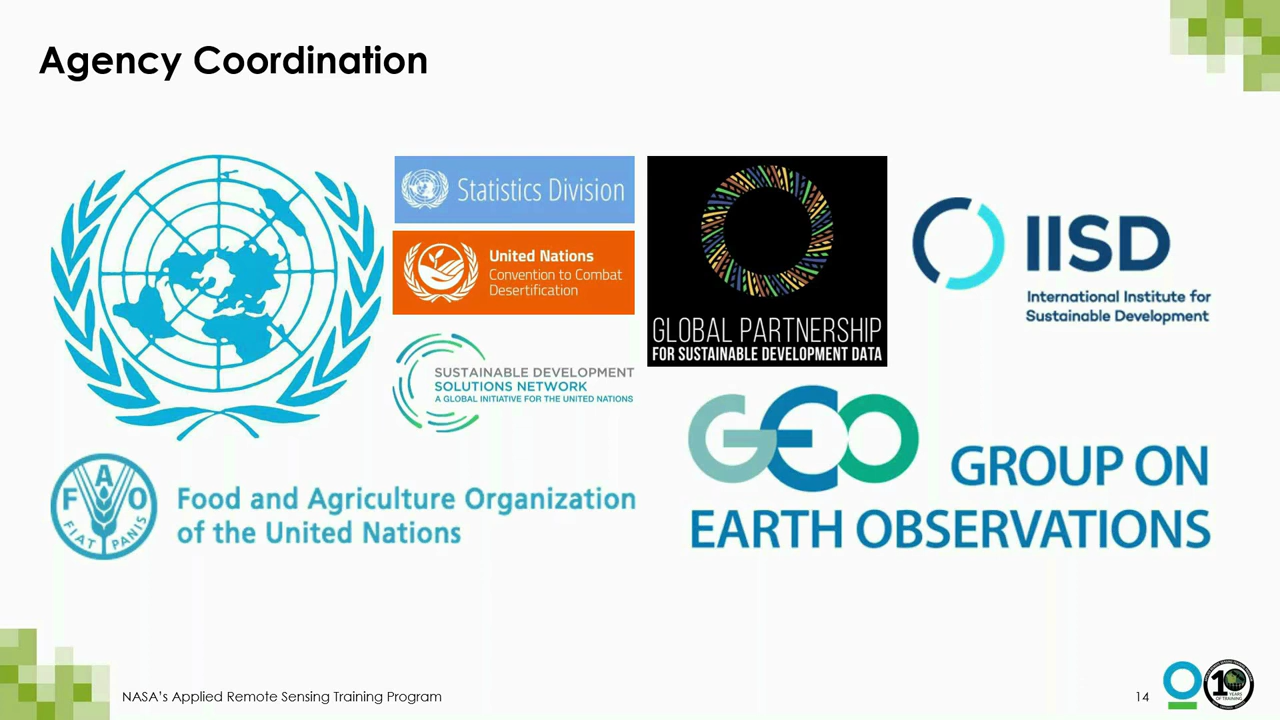 Agency Coordination
Statistics Division
United Nations
Convention to Combat
Desertification
SUSTAINABLE DEVELOPMENT
SOLUTIONS NETWORK
A GLOBAL INITIATIVE FOR THE UNITED NATIONS
GLOBAL PARTNERSHIP
FOR SUSTAINABLE DEVELOPMENT DATA
IISD
International Institute for
Sustainable Development
FAO
FIAT PANIS
Food and Agriculture Organization
of the United Nations
GEO
GROUP ON
EARTH OBSERVATIONS
NASA's Applied Remote Sensing Training Program
14
10
YEARS
OF TRAINING